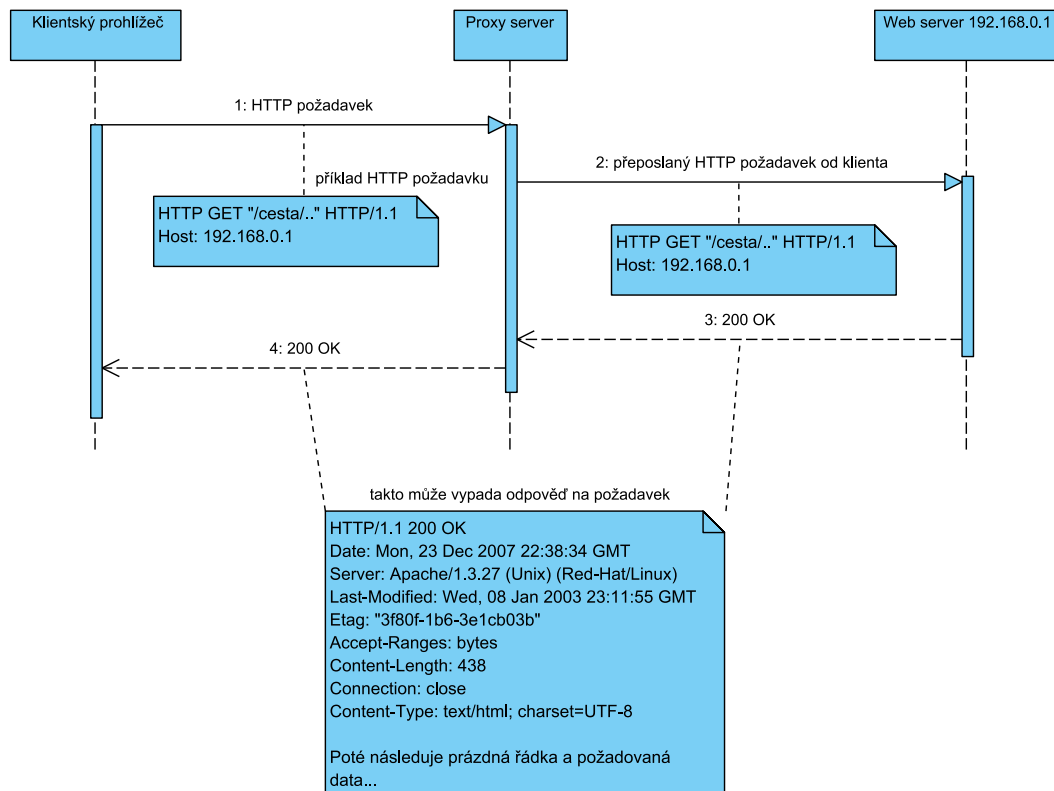 Klientský prohlížeč
Proxy server
Web server 192.168.0.1
1: HTTP požadavek
2: přeposlaný HTTP požadavek od klienta
příklad HTTP požadavku
HTTP GET "/cesta/.." HTTP/1.1
Host: 192.168.0.1
HTTP GET "/cesta/.." HTTP/1.1
Host: 192.168.0.1
3: 200 OK
4: 200 OK
takto může vypada odpověď na požadavek
HTTP/1.1 200 OK
Date: Mon, 23 Dec 2007 22:38:34 GMT
Server: Apache/1.3.27 (Unix) (Red-Hat/Linux)
Last-Modified: Wed, 08 Jan 2003 23:11:55 GMT
Etag: "3f80f-1b6-3e1cb03b"
Accept-Ranges: bytes
Content-Length: 438
Connection: close
Content-Type: text/html; charset=UTF-8
Poté následuje prázdná řádka a požadovaná
data...